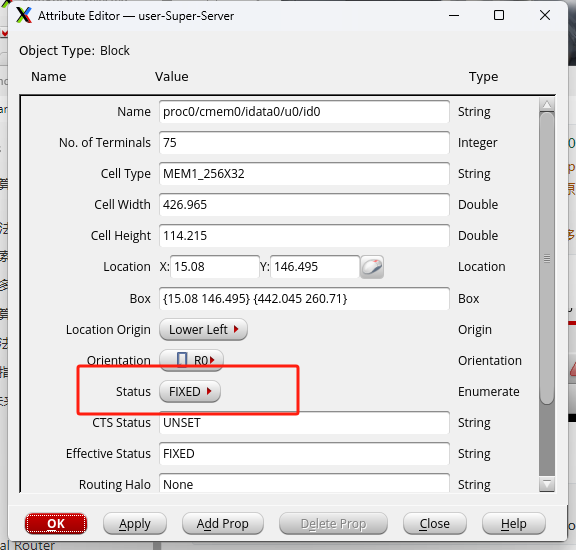 Attribute Editor — user-Super-Server
Object Type: Block
Name Value Type
Name proc0/cmem0/idata0/u0/id0 String
No. of Terminals 75 Integer
Cell Type MEM1_256X32 String
Cell Width 426.965 Double
Cell Height 114.215 Double
Location X: 15.08 Y: 146.495 Location
Box {15.08 146.495} {442.045 260.71} Box
Location Origin Lower Left Origin
Orientation R0 Orientation
Status FIXED Enumerate
CTS Status UNSET String
Effective Status FIXED String
Routing Halo None String
OK Apply Add Prop Delete Prop Close Help
al Router